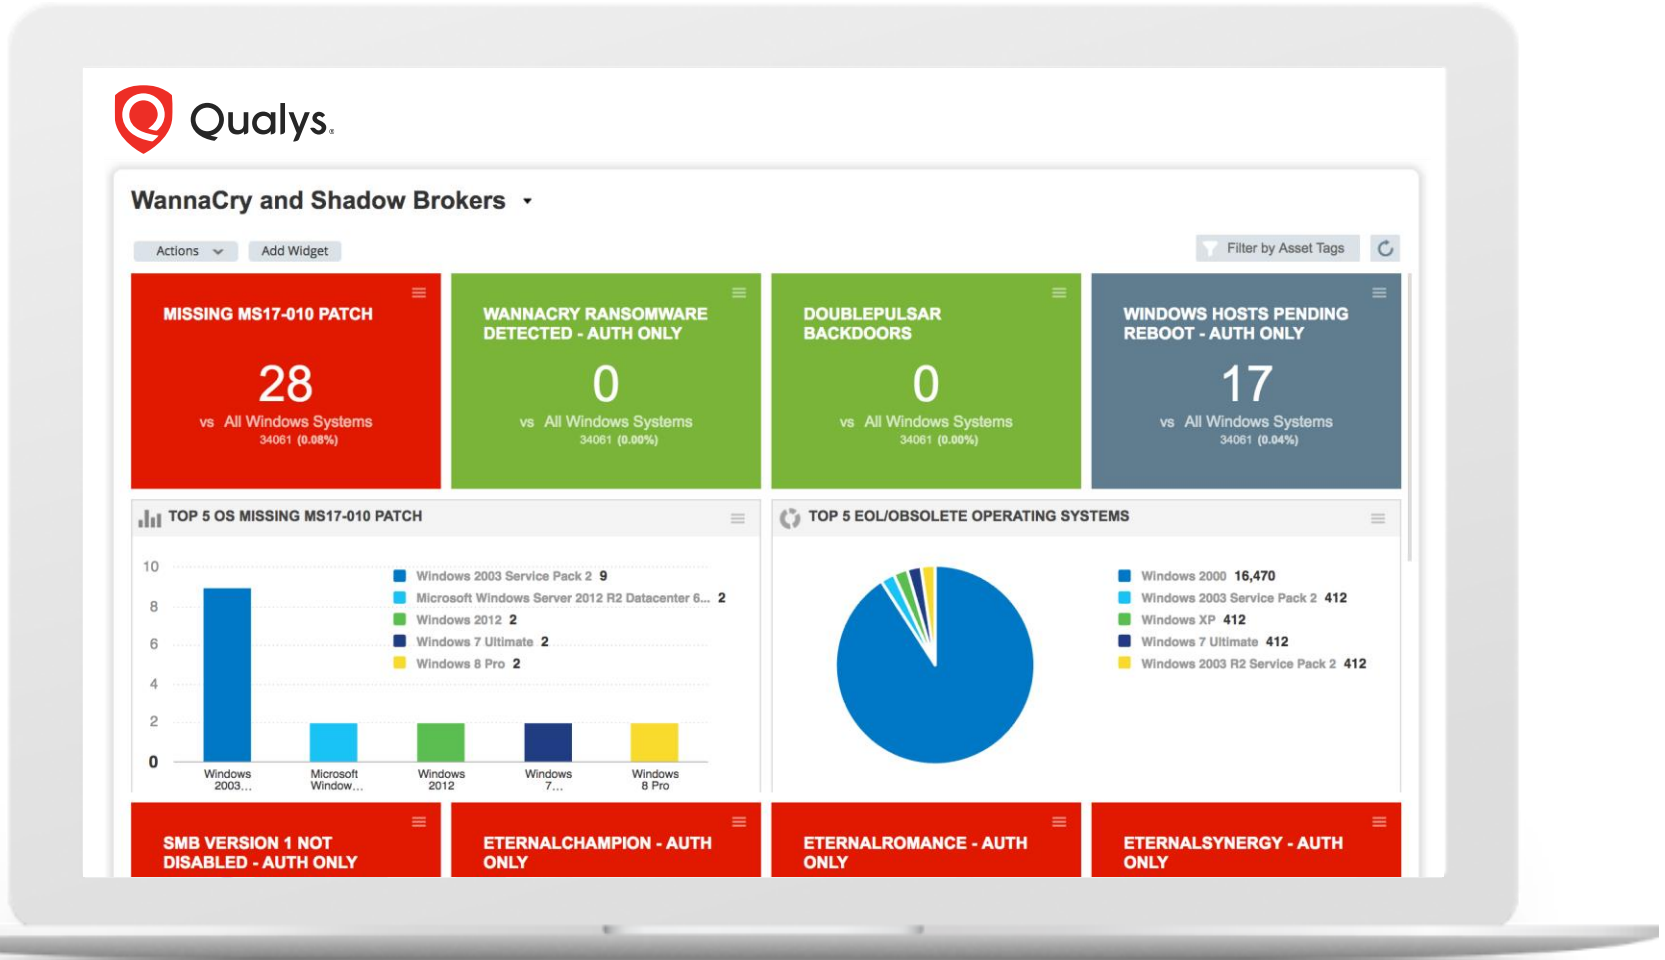 Qualys.
WannaCry and Shadow Brokers
Actions
Add Widget
Filter by Asset Tags
MISSING MS17-010 PATCH
28
vs All Windows Systems
34061 (0.08%)
WANNACRY RANSOMWARE
DETECTED - AUTH ONLY
0
vs All Windows Systems
34061 (0.00%)
DOUBLEPULSAR
BACKDOORS
0
vs All Windows Systems
34061 (0.00%)
WINDOWS HOSTS PENDING
REBOOT - AUTH ONLY
17
vs All Windows Systems
34061 (0.04%)
TOP 5 OS MISSING MS17-010 PATCH
10
8
6
4
2
0
Windows 2003 Service Pack 2 9
Microsoft Windows Server 2012 R2 Datacenter 6... 2
Windows 2012 2
Windows 7 Ultimate 2
Windows 8 Pro 2
Windows
2003...
Microsoft
Window...
Windows
2012
Windows
7...
Windows
8 Pro
TOP 5 EOL/OBSOLETE OPERATING SYSTEMS
Windows 2000 16,470
Windows 2003 Service Pack 2 412
Windows XP 412
Windows 7 Ultimate 412
Windows 2003 R2 Service Pack 2 412
SMB VERSION 1 NOT
DISABLED - AUTH ONLY
ETERNALCHAMPION - AUTH
ONLY
ETERNALROMANCE - AUTH
ONLY
ETERNALSYNERGY - AUTH
ONLY